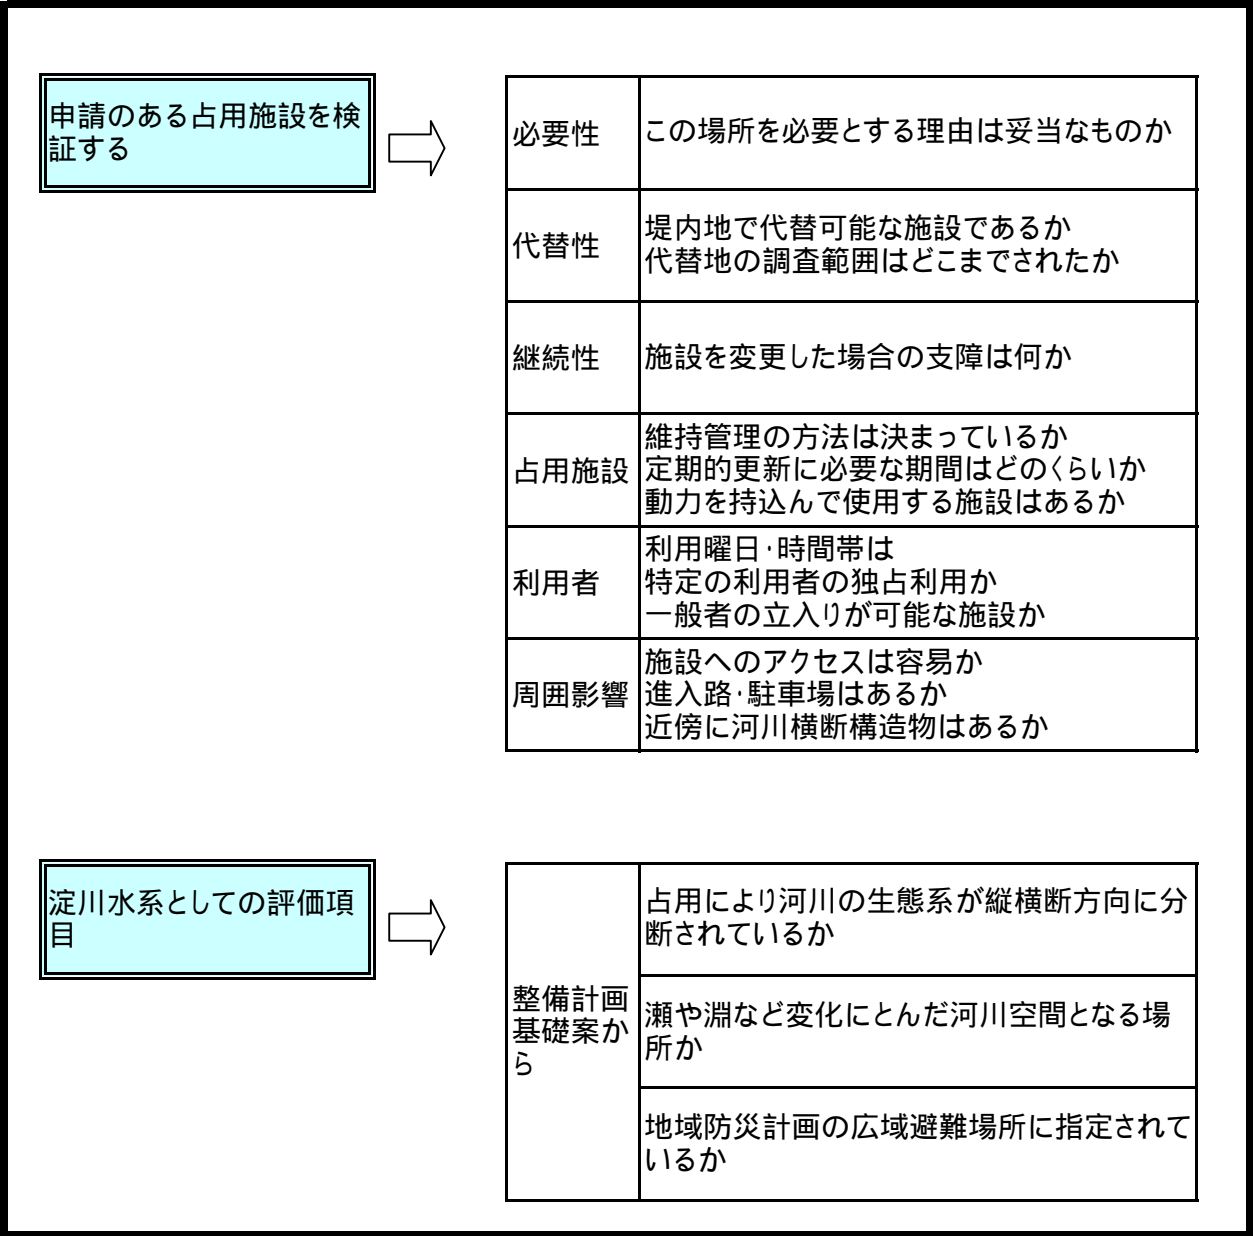 申請のある占用施設を検
証する
必要性
この場所を必要とする理由は妥当なものか
代替性
堤内地で代替可能な施設であるか
代替地の調査範囲はどこまでされたか
継続性
施設を変更した場合の支障は何か
占用施設
維持管理の方法は決まっているか
定期的更新に必要な期間はどのくらいか
動力を持込んで使用する施設はあるか
利用者
利用曜日・時間帯は
特定の利用者の独占利用か
一般者の立入りが可能な施設か
周囲影響
施設へのアクセスは容易か
進入路・駐車場はあるか
近傍に河川横断構造物はあるか
淀川水系としての評価項
目
整備計画
基礎案か
ら
占用により河川の生態系が縦横断方向に分
断されているか
瀬や淵など変化にとんだ河川空間となる場
所か
地域防災計画の広域避難場所に指定されて
いるか